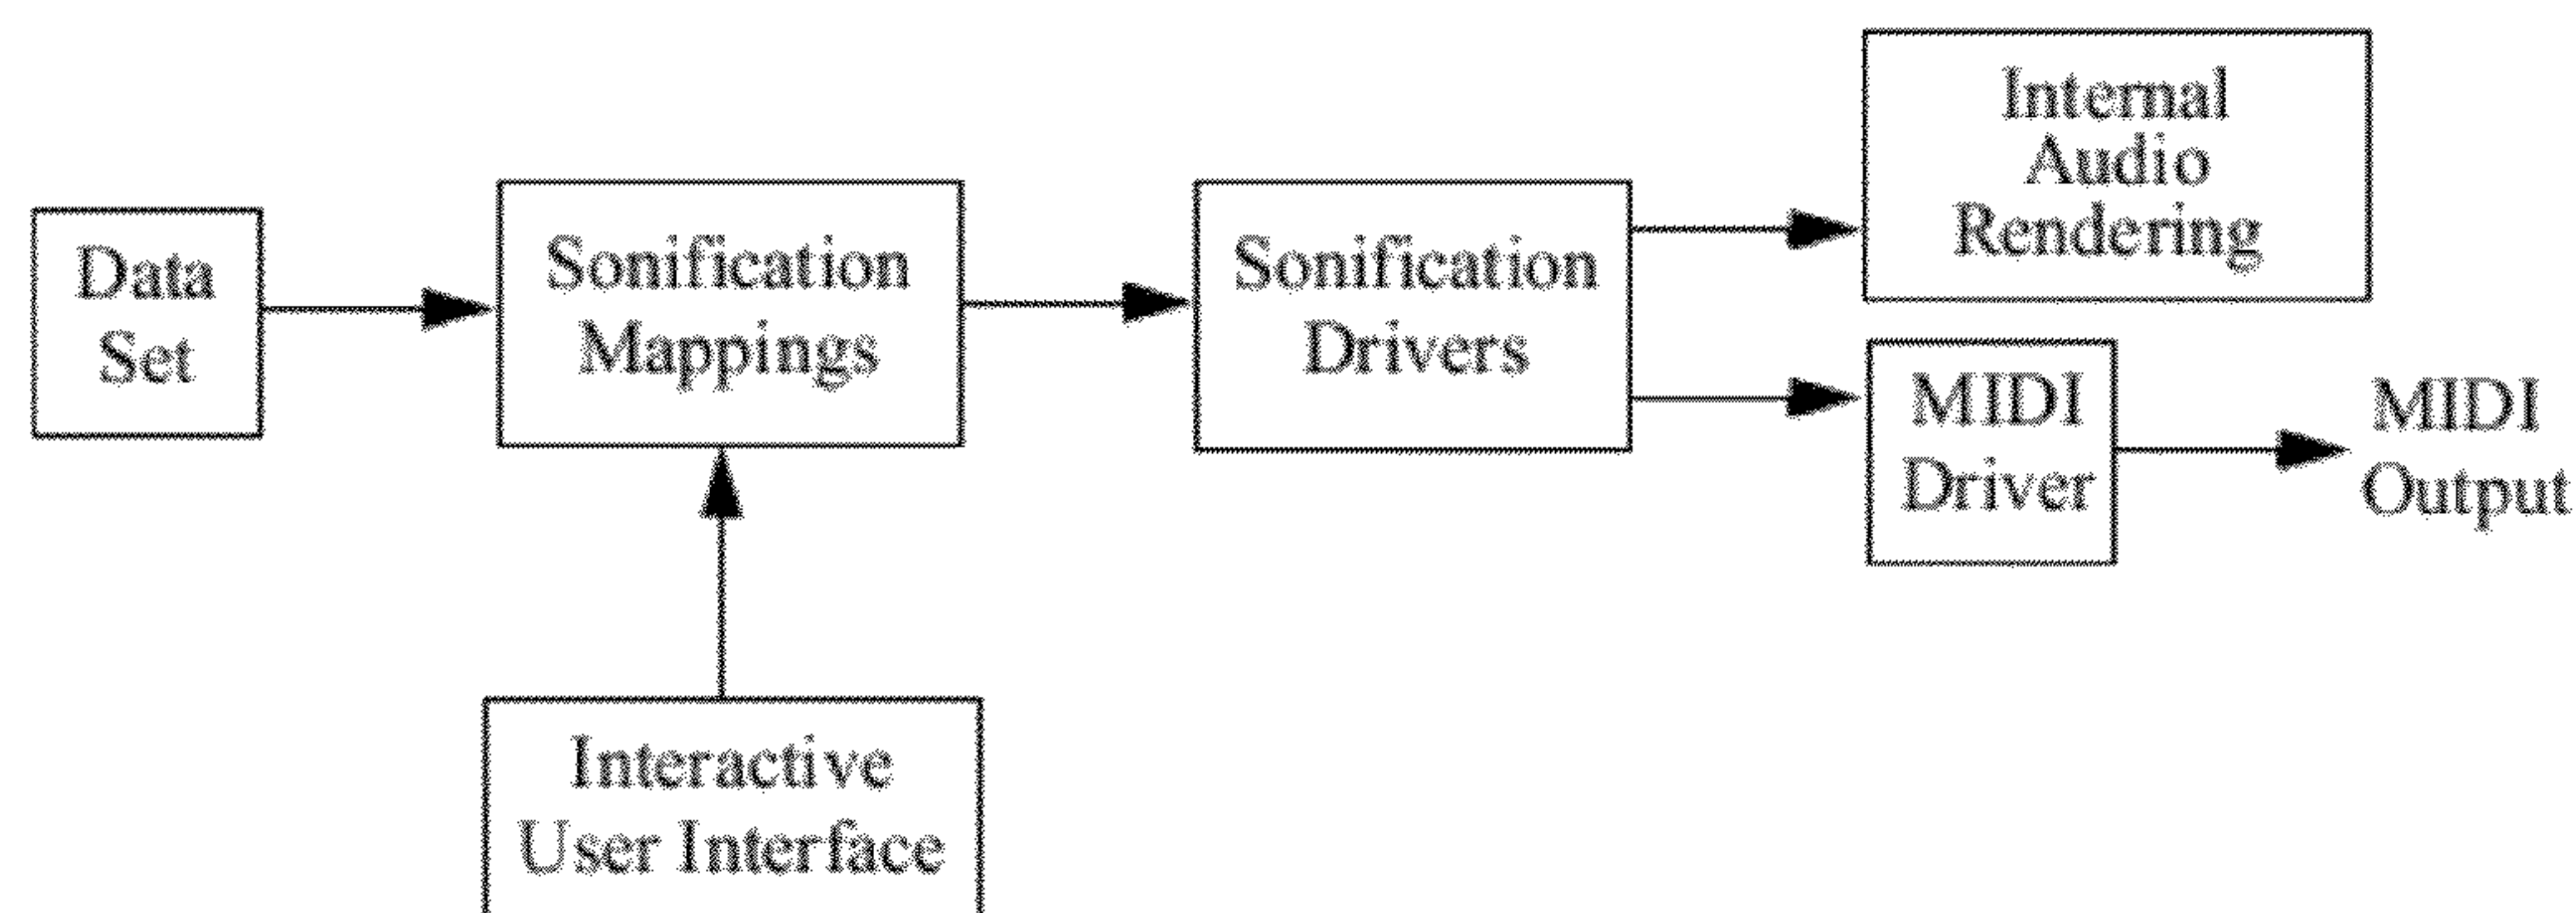 Data
Set
Sonification
Mappings
Sonification
Drivers
Internal
Audio
Rendering
MIDI
Driver
MIDI
Output
Interactive
User Interface